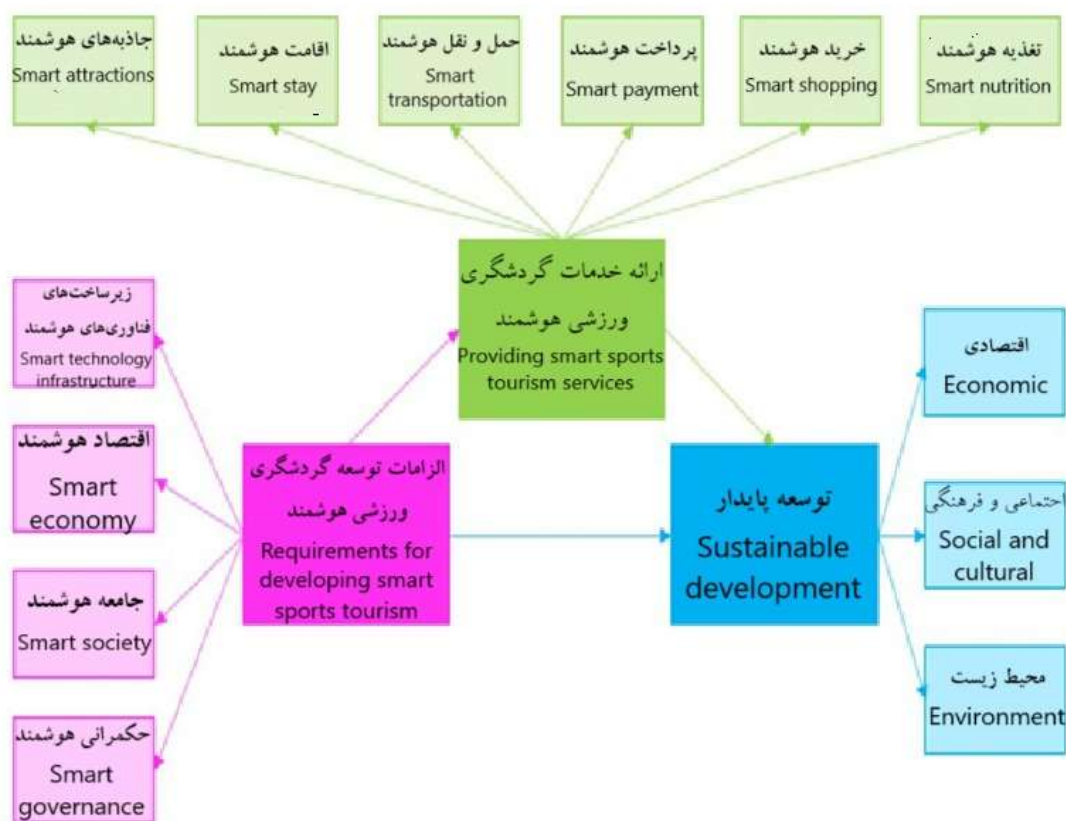 جاذبه‌های هوشمند
Smart attractions
اقامت هوشمند
Smart stay
حمل و نقل هوشمند
Smart
transportation
پرداخت هوشمند
Smart payment
خرید هوشمند
Smart shopping
تغذیه هوشمند
Smart nutrition
ارائه خدمات گردشگری
ورزشی هوشمند
Providing smart sports
tourism services
زیرساخت‌های
فناوری‌های هوشمند
Smart technology
infrastructure
اقتصاد هوشمند
Smart
economy
جامعه هوشمند
Smart society
حکمرانی هوشمند
Smart
governance
الزامات توسعه گردشگری
ورزشی هوشمند
Requirements for
developing smart
sports tourism
توسعه پایدار
Sustainable
development
اقتصادی
Economic
اجتماعی و فرهنگی
Social and
cultural
محیط زیست
Environment